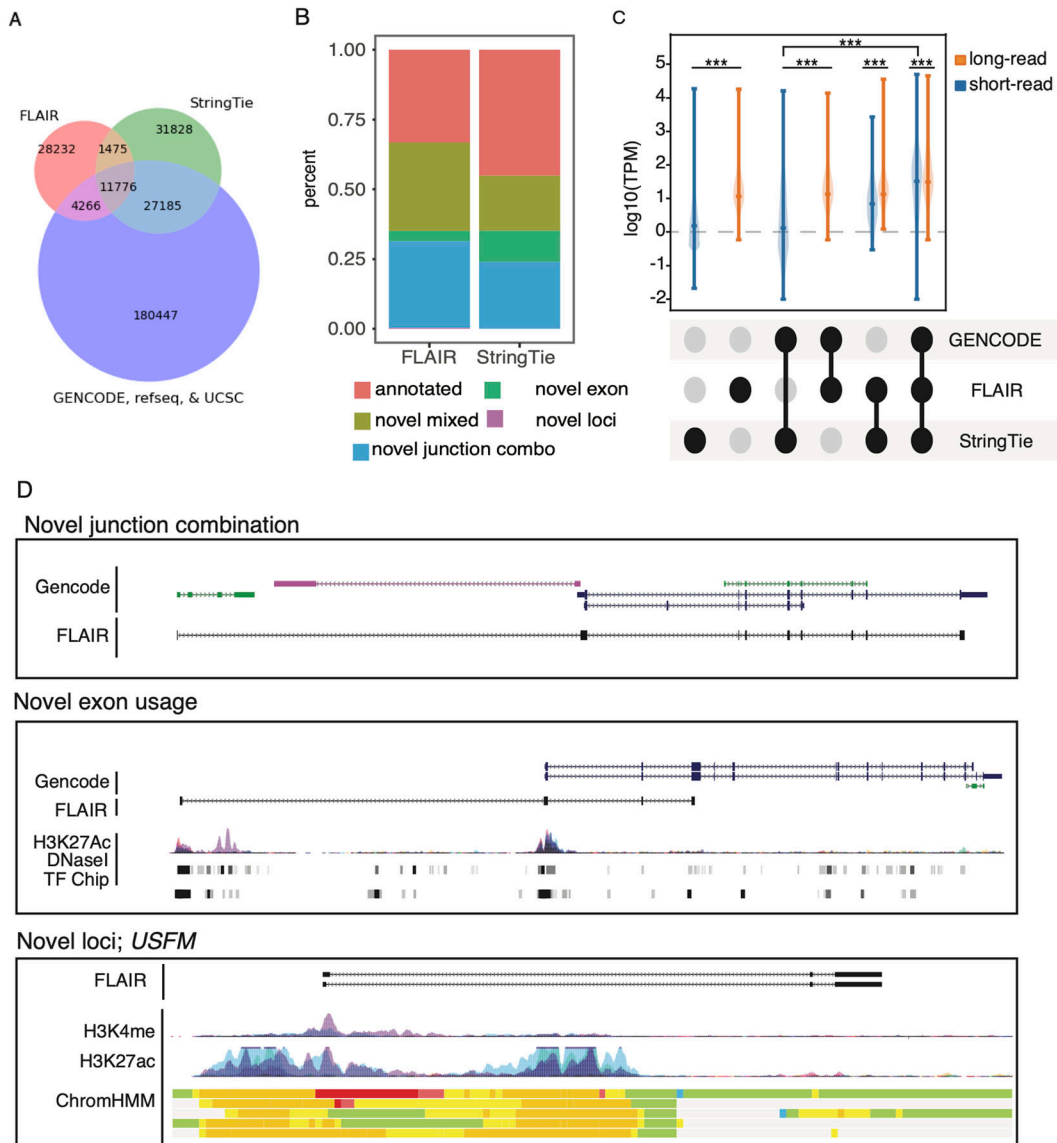 A
FLAIR
StringTie
28232
1475
31828
11776
4266
27185
180447
GENCODE, refseq, & UCSC
B
percent
1.00
0.75
0.50
0.25
0.00
FLAIR
StringTie
annotated
novel exon
novel mixed
novel loci
novel junction combo
C
log10(TPM)
5
4
3
2
1
0
-1
-2
***
***
***
***
***
long-read
short-read
GENCODE
FLAIR
StringTie
D
Novel junction combination
Gencode
FLAIR
Novel exon usage
Gencode
FLAIR
H3K27Ac
DNaseI
TF Chip
Novel loci; USFM
FLAIR
H3K4me
H3K27ac
ChromHMM